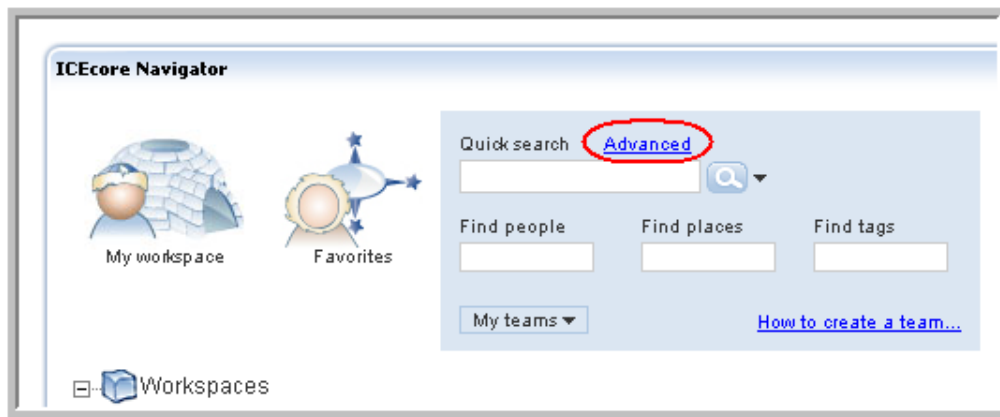 ICEcore Navigator
Quick search Advanced
Find people Find places Find tags
My workspace Favorites
My teams How to create a team...
Workspaces